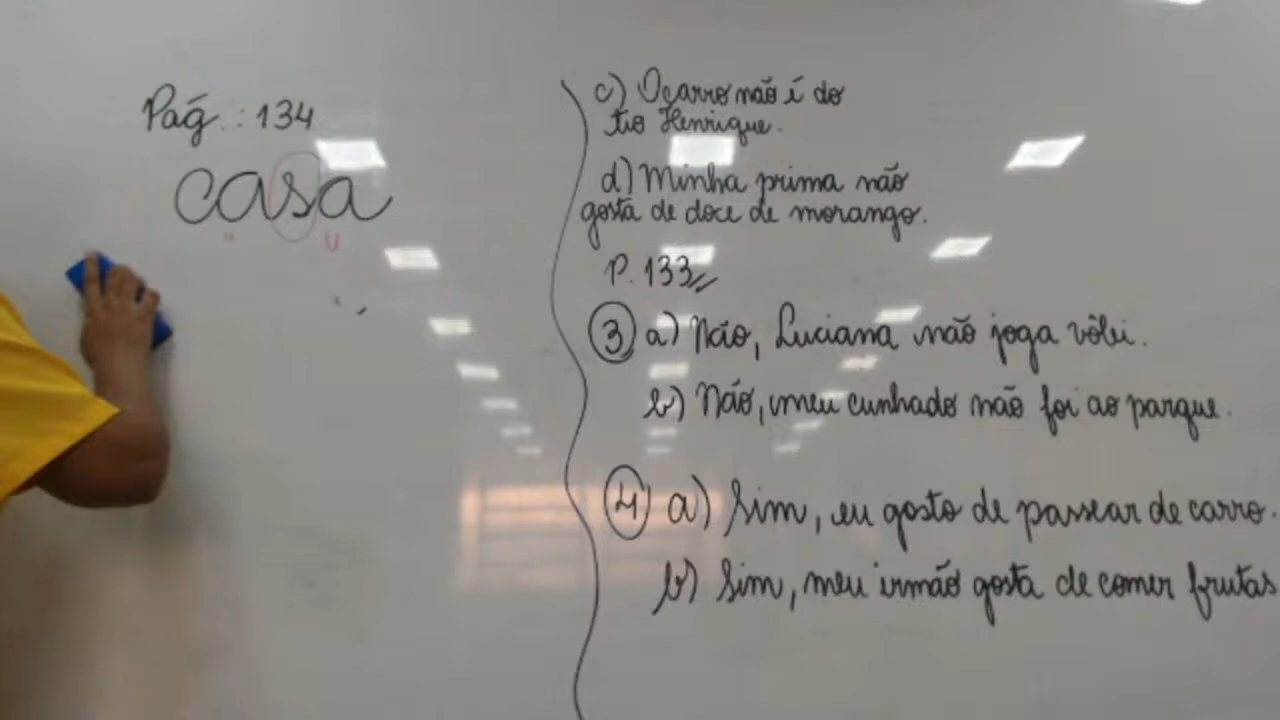 Pág.: 134
casa
c) O carro não é do
tio Henrique.
d) Minha prima não
gosta de doce de morango.
P. 133
3 a) Não, Luciana não joga vôlei.
b) Não, meu cunhado não foi ao parque.
4) a) Sim, eu gosto de passear de carro.
b) Sim, meu irmão gosta de comer frutas